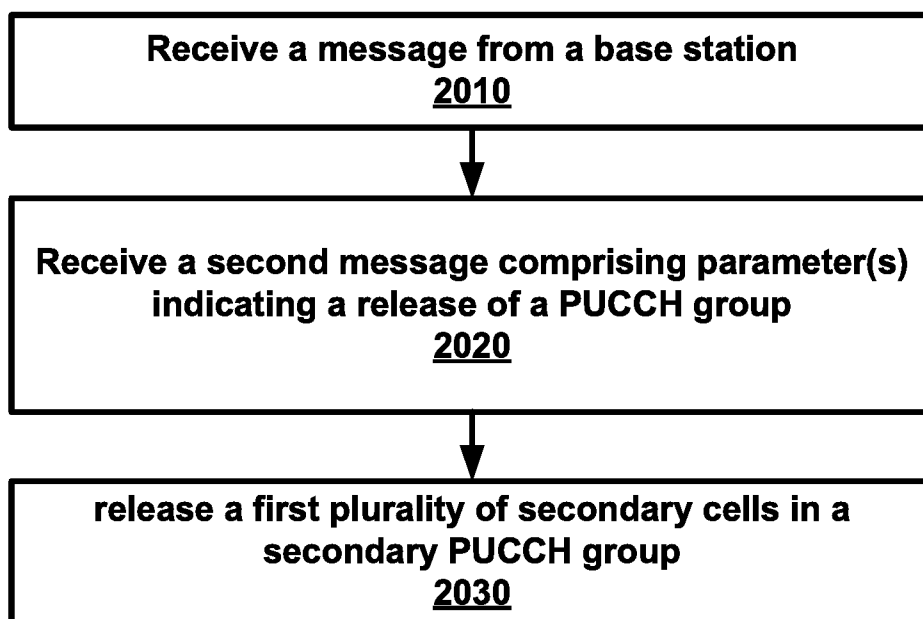 Receive a message from a base station
2010
Receive a second message comprising parameter(s)
indicating a release of a PUCCH group
2020
release a first plurality of secondary cells in a
secondary PUCCH group
2030